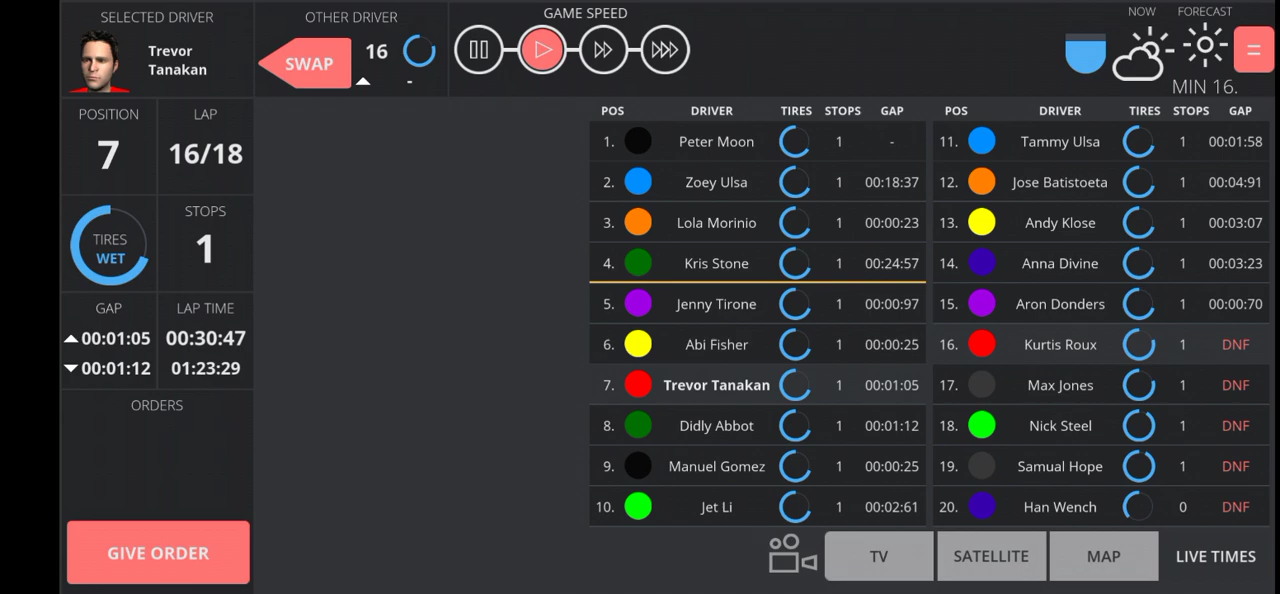 SELECTED DRIVER
Trevor
Tanakan
OTHER DRIVER
SWAP
16
-
GAME SPEED
NOW
FORECAST
MIN 16.
POSITION
7
LAP
16/18
TIRES
WET
STOPS
1
GAP
00:01:05
00:01:12
LAP TIME
00:30:47
01:23:29
ORDERS
GIVE ORDER
POS DRIVER TIRES STOPS GAP
1. Peter Moon 1 -
2. Zoey Ulsa 1 00:18:37
3. Lola Morinio 1 00:00:23
4. Kris Stone 1 00:24:57
5. Jenny Tirone 1 00:00:97
6. Abi Fisher 1 00:00:25
7. Trevor Tanakan 1 00:01:05
8. Didly Abbot 1 00:01:12
9. Manuel Gomez 1 00:00:25
10. Jet Li 1 00:02:61
POS DRIVER TIRES STOPS GAP
11. Tammy Ulsa 1 00:01:58
12. Jose Batistoeta 1 00:04:91
13. Andy Klose 1 00:03:07
14. Anna Divine 1 00:03:23
15. Aron Donders 1 00:00:70
16. Kurtis Roux 1 DNF
17. Max Jones 1 DNF
18. Nick Steel 1 DNF
19. Samual Hope 1 DNF
20. Han Wench 0 DNF
TV
SATELLITE
MAP
LIVE TIMES